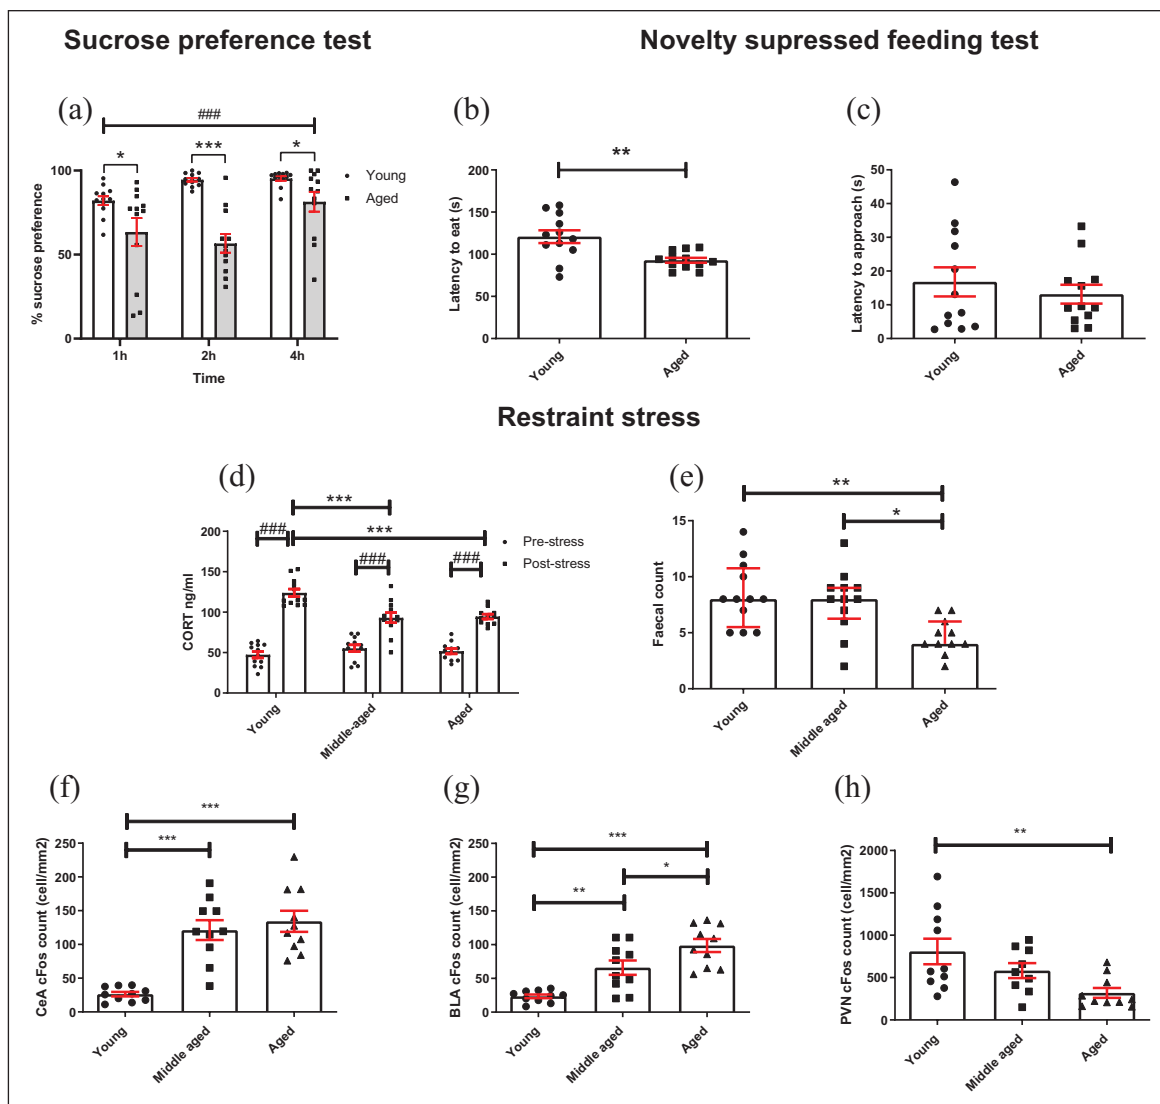 Sucrose preference test
Novelty supressed feeding test
(a)
###
*
***
*
% sucrose preference
100
50
0
1h
2h
4h
Time
Young
Aged
(b)
**
Latency to eat (s)
200
150
100
50
0
Young
Aged
(c)
Latency to approach (s)
50
40
30
20
10
0
Young
Aged
Restraint stress
(d)
***
###
***
###
###
CORT ng/ml
200
150
100
50
0
Young
Middle-aged
Aged
Pre-stress
Post-stress
(e)
**
*
Faecal count
15
10
5
0
Young
Middle aged
Aged
(f)
***
***
CeA cFos count (cell/mm2)
250
200
150
100
50
0
Young
Middle aged
Aged
(g)
***
*
**
BLA cFos count (cell/mm2)
250
200
150
100
50
0
Young
Middle aged
Aged
(h)
**
PVN cFos count (cell/mm2)
2000
1500
1000
500
0
Young
Middle aged
Aged